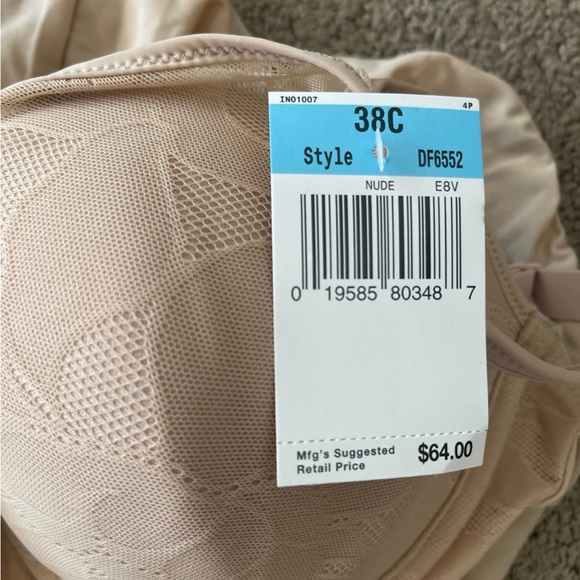 IN01007 4P
38C
Style DF6552
NUDE E8V
0 19585 80348 7
Mfg's Suggested
Retail Price $64.00